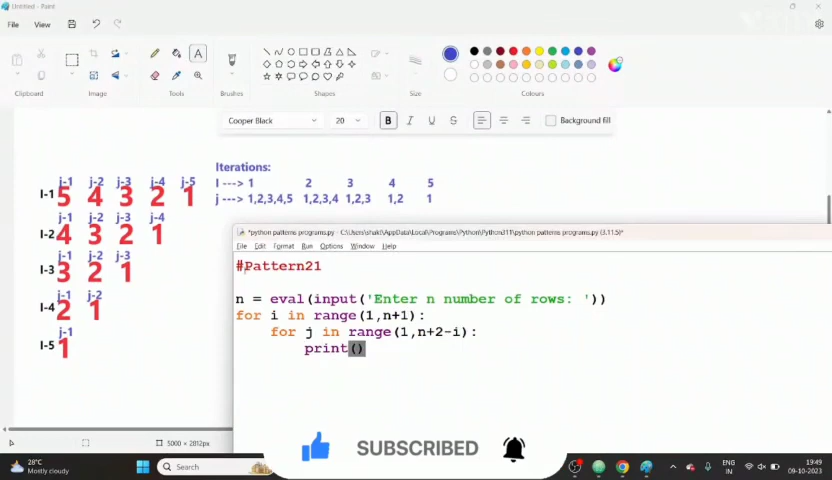 Untitled - Paint
File View
Clipboard Image Tools Brushes Shapes Size Colours
Cooper Black 20 B I U S Background fill
Iterations:
I ---> 1 2 3 4 5
j ---> 1,2,3,4,5 1,2,3,4 1,2,3 1,2 1
j-1 j-2 j-3 j-4 j-5
I-1 5 4 3 2 1
j-1 j-2 j-3 j-4
I-2 4 3 2 1
j-1 j-2 j-3
I-3 3 2 1
j-1 j-2
I-4 2 1
j-1
I-5 1
*python patterns programs.py - C:\Users\shakt\AppData\Local\Programs\Python\Python311\python patterns programs.py (3.11.5)*
File Edit Format Run Options Window Help
#Pattern21
n = eval(input('Enter n number of rows: '))
for i in range(1,n+1):
for j in range(1,n+2-i):
print()
5000 × 2812px
SUBSCRIBED
28°C
Mostly cloudy
Search
ENG
IN
19:49
09-10-2023